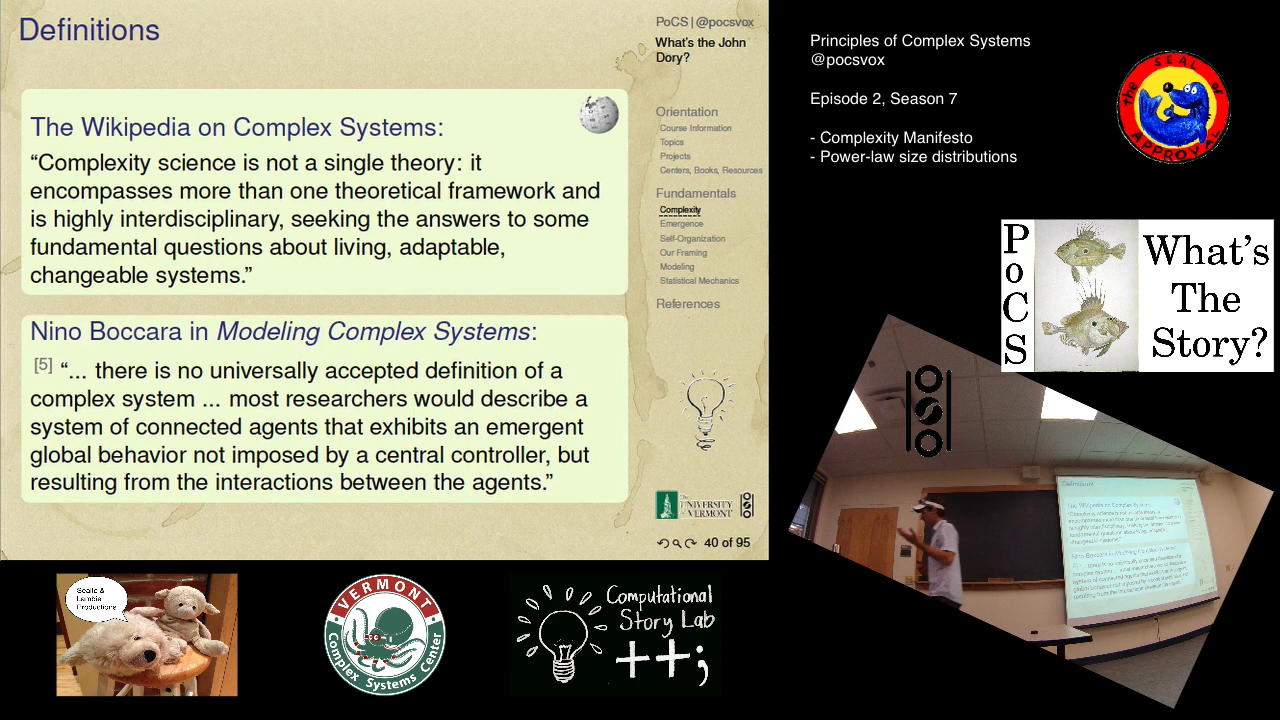 Definitions
The Wikipedia on Complex Systems:
“Complexity science is not a single theory: it
encompasses more than one theoretical framework and
is highly interdisciplinary, seeking the answers to some
fundamental questions about living, adaptable,
changeable systems.”
Nino Boccara in Modeling Complex Systems:
[5] “... there is no universally accepted definition of a
complex system ... most researchers would describe a
system of connected agents that exhibits an emergent
global behavior not imposed by a central controller, but
resulting from the interactions between the agents.”
PoCS | @pocsvox
What's the John
Dory?
Orientation
Course Information
Topics
Projects
Centers, Books, Resources
Fundamentals
Complexity
Emergence
Self-Organization
Our Framing
Modeling
Statistical Mechanics
References
The
UNIVERSITY
of VERMONT
40 of 95
Principles of Complex Systems
@pocsvox
Episode 2, Season 7
- Complexity Manifesto
- Power-law size distributions
the SEAL of
APPROVAL
PoCS
What's
The
Story?
Definitions
Sealie &
Lambie
Productions
VERMONT
Complex Systems Center
Computational
Story Lab
++;